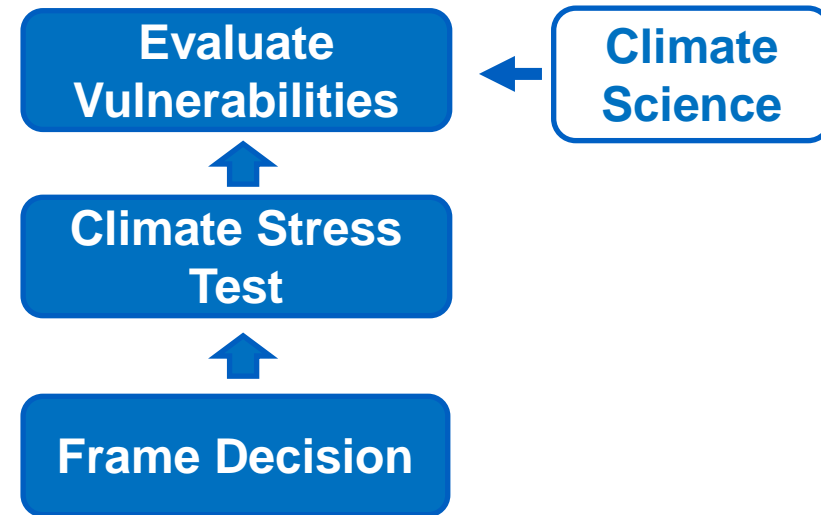 Evaluate
Vulnerabilities
Climate
Science
Climate Stress
Test
Frame Decision